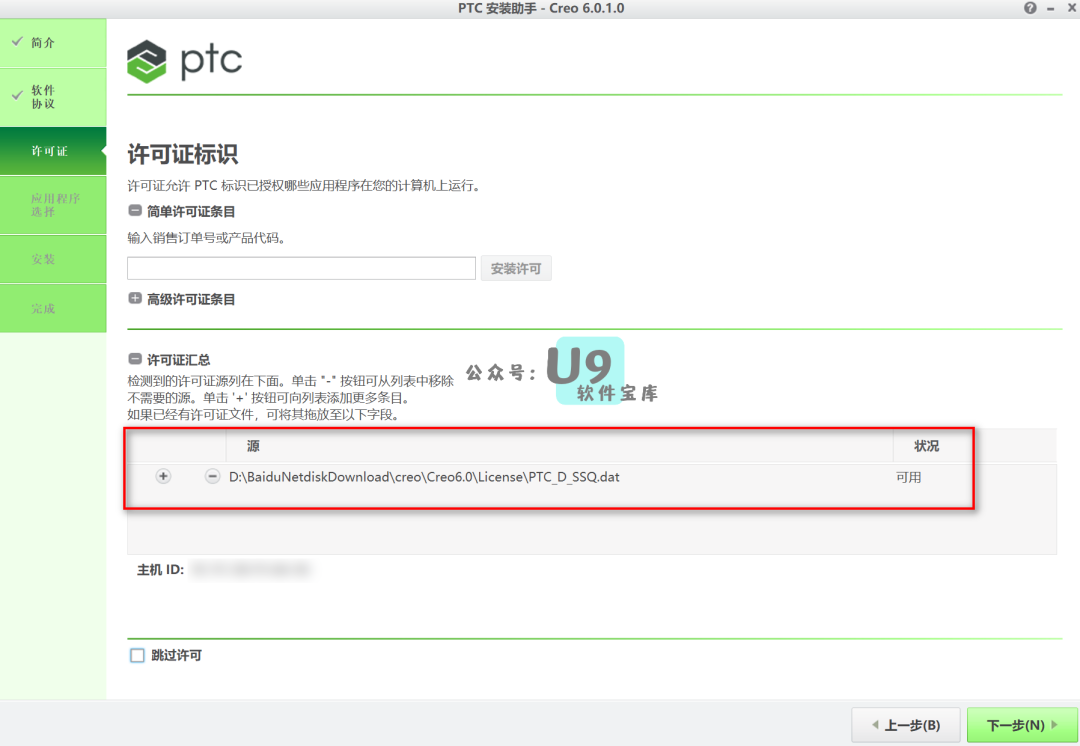 PTC 安装助手 - Creo 6.0.1.0
简介
软件
协议
许可证
应用程序
选择
安装
完成
ptc
许可证标识
许可证允许 PTC 标识已授权哪些应用程序在您的计算机上运行。
简单许可证条目
输入销售订单号或产品代码。
安装许可
高级许可证条目
许可证汇总
检测到的许可证源列在下面。单击 "-" 按钮可从列表中移除
不需要的源。单击 '+' 按钮可向列表添加更多条目。
如果已经有许可证文件，可将其拖放至以下字段。
公众号：U9
软件宝库
源 状况
D:\BaiduNetdiskDownload\creo\Creo6.0\License\PTC_D_SSQ.dat 可用
主机 ID:
跳过许可
上一步(B) 下一步(N)